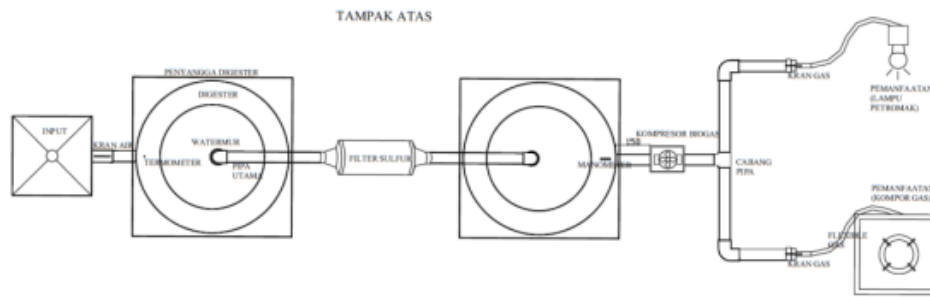 TAMPAK ATAS
PENYANGGA DIGESTER
DIGESTER
INPUT
KRAN AIR
WATERMUR
TERMOMETER
PIPA
UTAMA
FILTER SULFUR
KOMPRESOR BIOGAS
MANOMETER
CABANG
PIPA
KRAN GAS
PEMANFAATAN
(LAMPU
PETROMAK)
PEMANFAATAN
(KOMPOR GAS)
FLEXIBLE
GAS
KRAN GAS